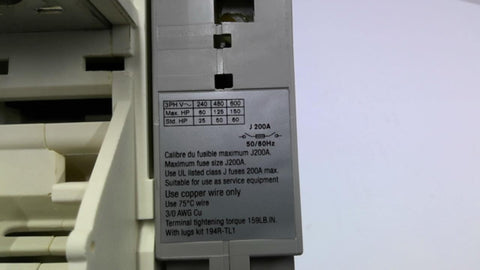 3PH V~ 240 480 600
Max. HP 60 125 150
Std. HP 25 50 60
J 200A
50/60Hz
Calibre du fusible maximum J200A.
Maximum fuse size J200A.
Use UL listed class J fuses 200A max.
Suitable for use as service equipment
Use copper wire only
Use 75°C wire
3/0 AWG Cu
Terminal tightening torque 159LB.IN.
With lugs kit 194R-TL1